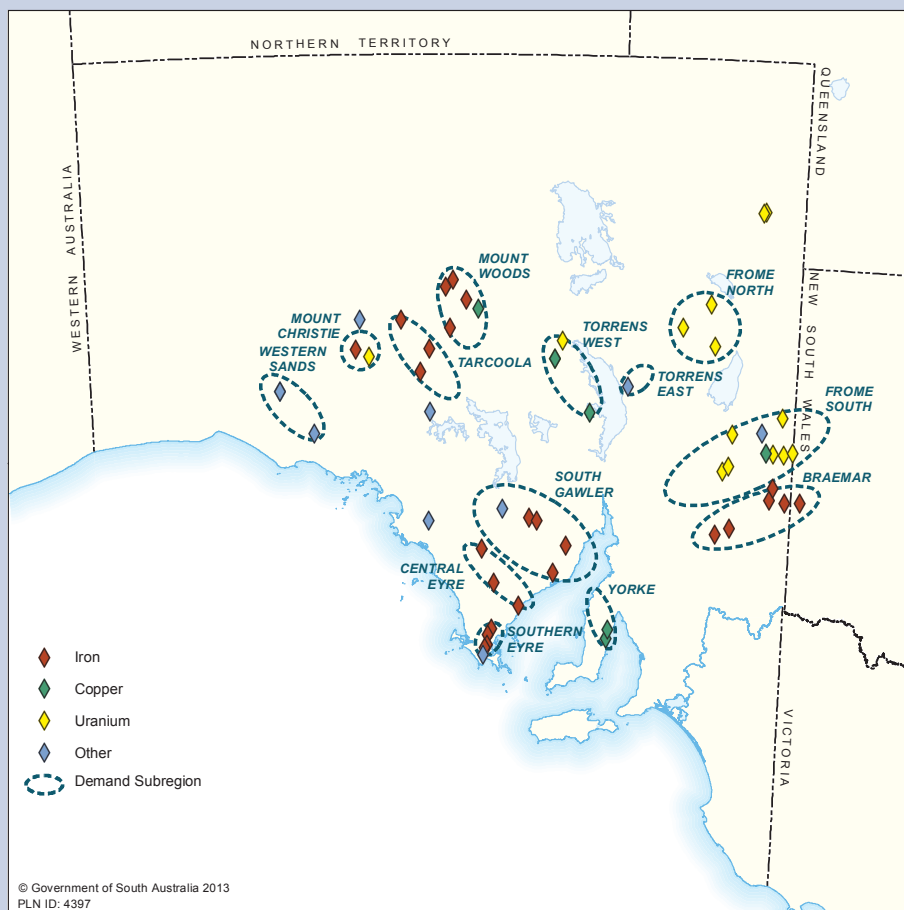 NORTHERN TERRITORY
QUEENSLAND
WESTERN AUSTRALIA
MOUNT
WOODS
FROME
NORTH
NEW SOUTH WALES
MOUNT
CHRISTIE
WESTERN
SANDS
TORRENS
WEST
TARCOOLA
TORRENS
EAST
FROME
SOUTH
BRAEMAR
SOUTH
GAWLER
CENTRAL
EYRE
YORKE
SOUTHERN
EYRE
Iron
Copper
Uranium
Other
Demand Subregion
VICTORIA
© Government of South Australia 2013
PLN ID: 4397